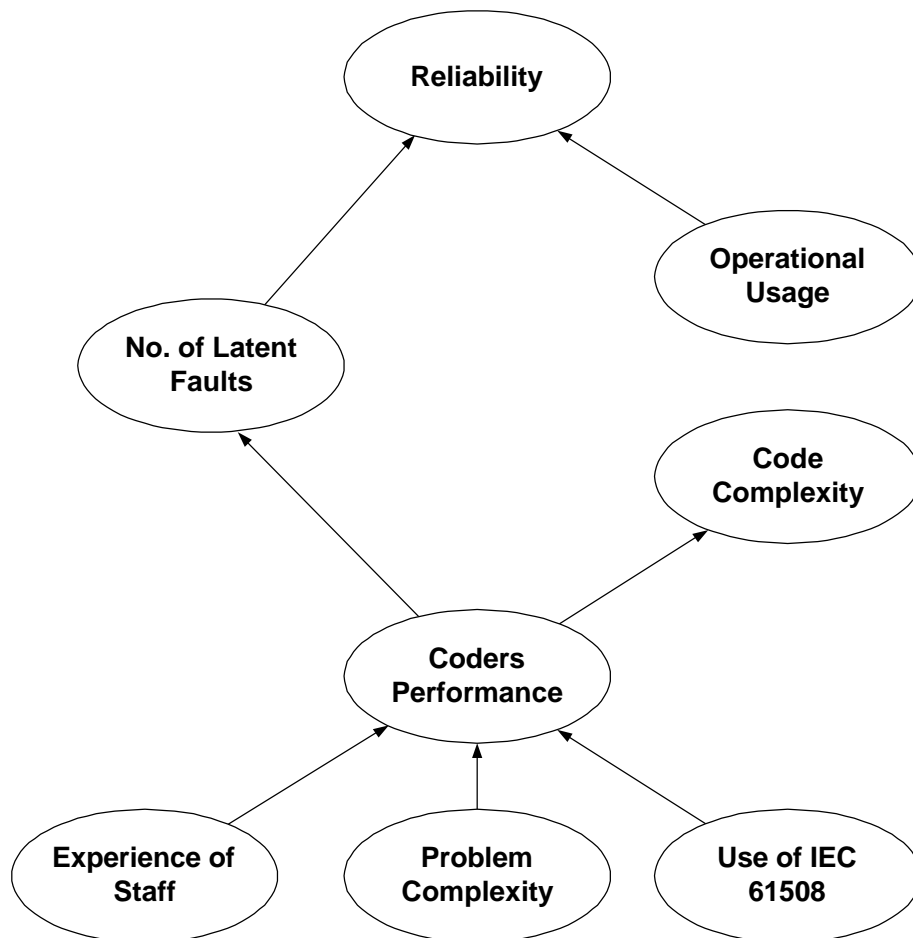 Reliability
Operational
Usage
No. of Latent
Faults
Code
Complexity
Coders
Performance
Experience of
Staff
Problem
Complexity
Use of IEC
61508